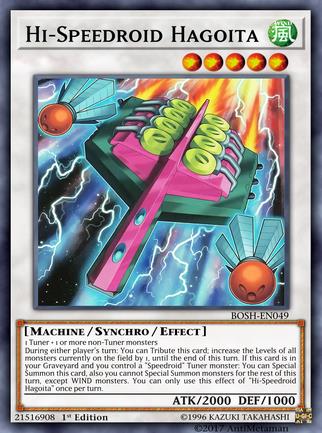 Hi-Speedroid Hagoita
WIND
風
BOSH-EN049
[Machine / Synchro / Effect]
1 Tuner + 1 or more non-Tuner monsters
During either player's turn: You can Tribute this card; increase the Levels of all
monsters currently on the field by 1, until the end of this turn. If this card is in
your Graveyard and you control a "Speedroid" Tuner monster: You can Special
Summon this card, also you cannot Special Summon monsters for the rest of this
turn, except WIND monsters. You can only use this effect of "Hi-Speedroid
Hagoita" once per turn.
ATK/2000 DEF/1000
21516908 1st Edition ©1996 KAZUKI TAKAHASHI
©2017 AntiMetaman